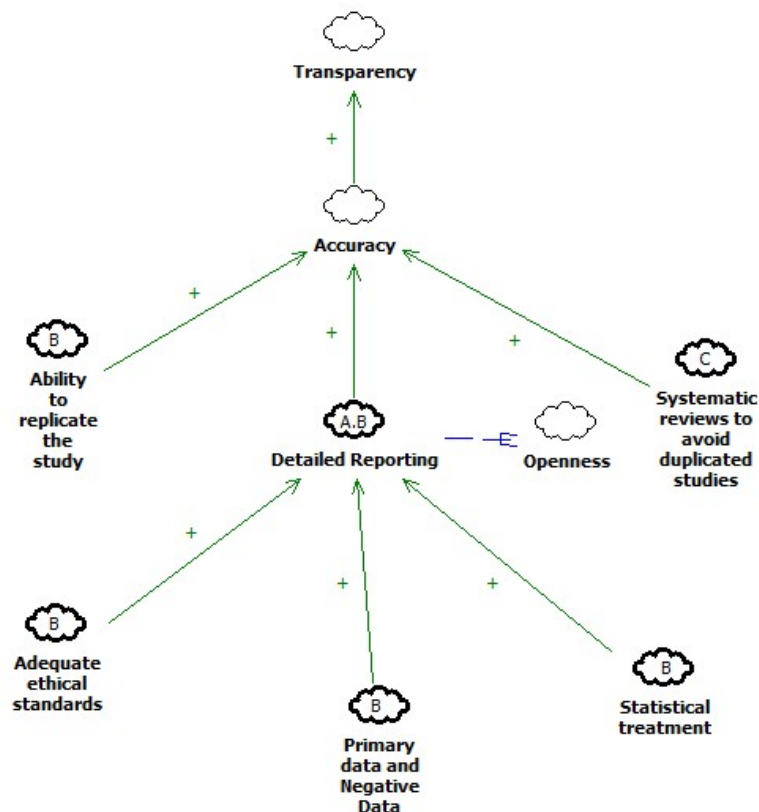 Transparency
+
Accuracy
+
+
+
B
Ability
to
replicate
the
study
A.B
Detailed Reporting
Openness
C
Systematic
reviews to
avoid
duplicated
studies
+
+
+
B
Adequate
ethical
standards
B
Primary
data and
Negative
Data
B
Statistical
treatment